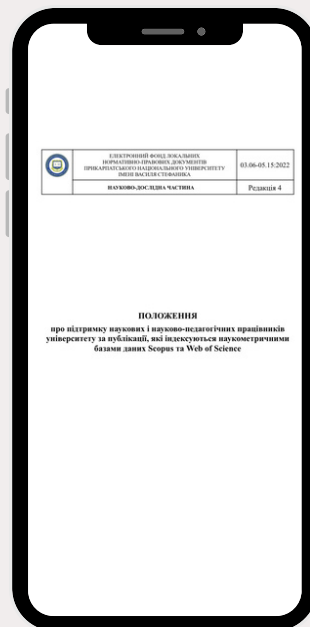 ЕЛЕКТРОННИЙ ФОНД ЛОКАЛЬНИХ
НОРМАТИВНО-ПРАВОВИХ ДОКУМЕНТІВ
ПРИКАРПАТСЬКОГО НАЦІОНАЛЬНОГО УНІВЕРСИТЕТУ
ІМЕНІ ВАСИЛЯ СТЕФАНИКА
03.06-05.15:2022
НАУКОВО-ДОСЛІДНА ЧАСТИНА
Редакція 4
ПОЛОЖЕННЯ
про підтримку наукових і науково-педагогічних працівників
університету за публікації, які індексуються наукометричними
базами даних Scopus та Web of Science